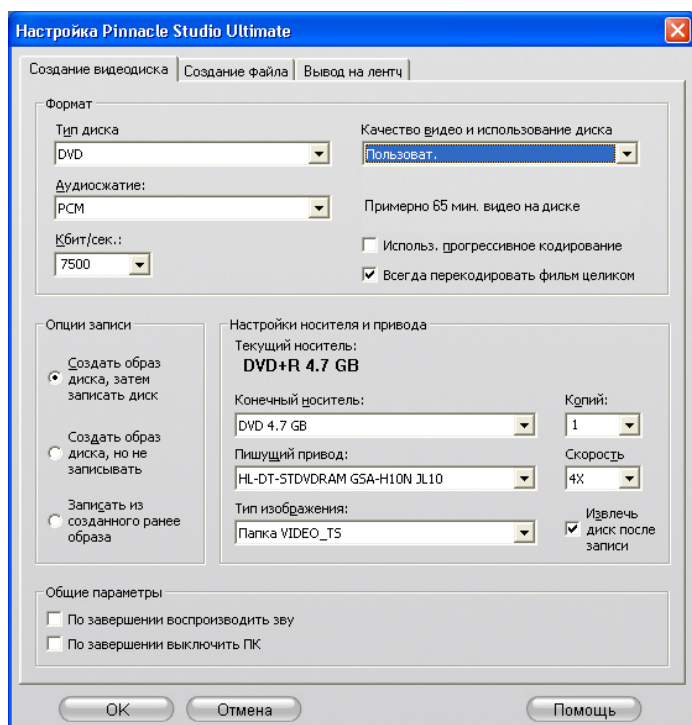 Настройка Pinnacle Studio Ultimate
Создание видеодиска Создание файла Вывод на ленту
Формат
Тип диска
DVD
Качество видео и использование диска
Пользоват.
Аудиосжатие:
PCM
Примерно 65 мин. видео на диске
Кбит/сек.:
7500
Использ. прогрессивное кодирование
Всегда перекодировать фильм целиком
Опции записи
Создать образ
диска, затем
записать диск
Создать образ
диска, но не
записывать
Записать из
созданного ранее
образа
Настройки носителя и привода
Текущий носитель:
DVD+R 4.7 GB
Конечный носитель:
DVD 4.7 GB
Копий:
1
Пишущий привод:
HL-DT-STDVDRAM GSA-H10N JL10
Скорость
4X
Тип изображения:
Папка VIDEO_TS
Извлечь
диск после
записи
Общие параметры
По завершении воспроизводить зву
По завершении выключить ПК
OK Отмена Помощь